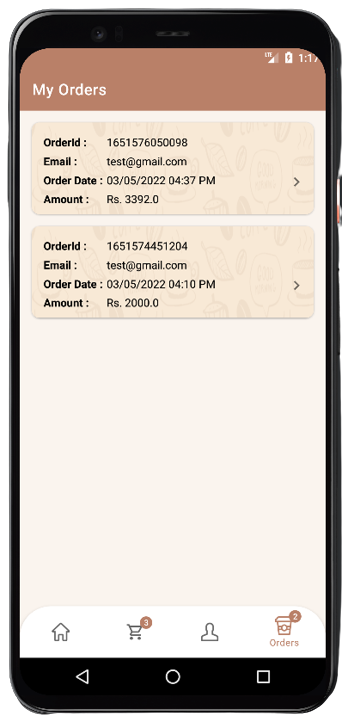 LTE 1:17
My Orders
OrderId : 1651576050098
Email : test@gmail.com
Order Date : 03/05/2022 04:37 PM
Amount : Rs. 3392.0
OrderId : 1651574451204
Email : test@gmail.com
Order Date : 03/05/2022 04:10 PM
Amount : Rs. 2000.0
3
2
Orders